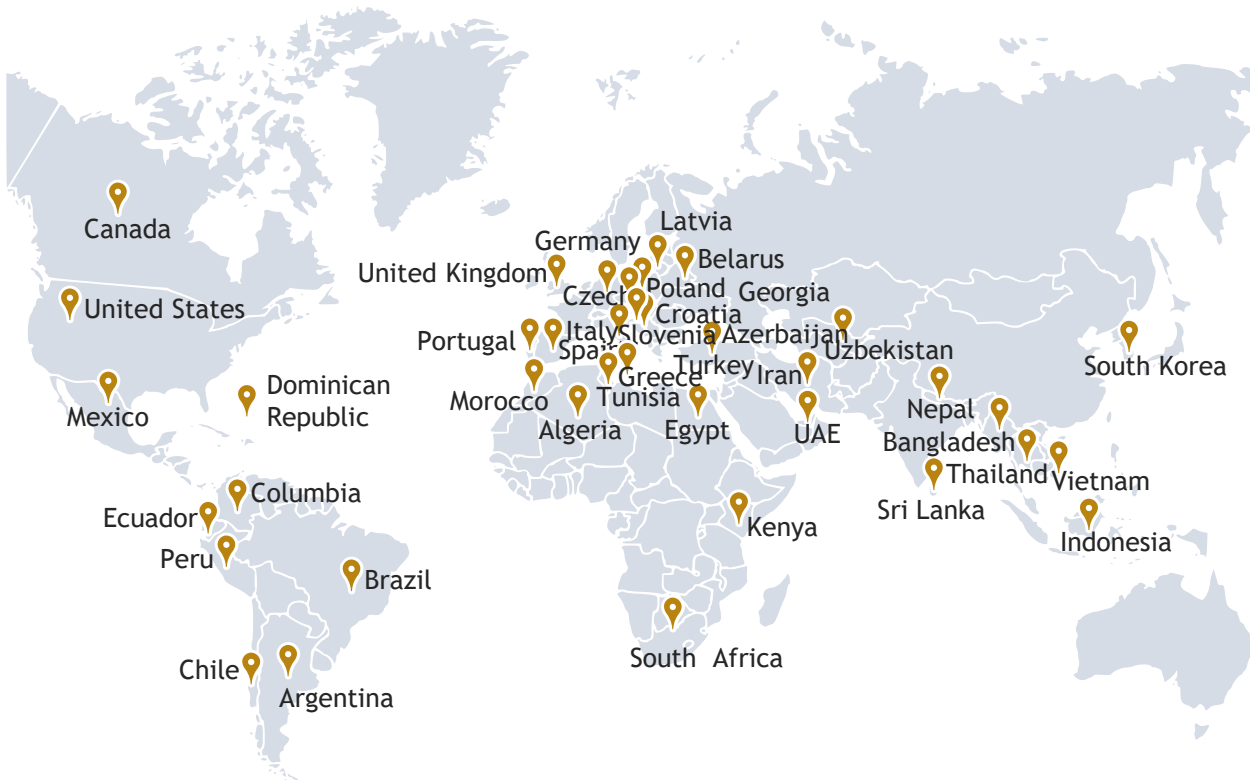 Latvia
Canada
Germany
Belarus
United Kingdom
Czech
Poland
Georgia
United States
Croatia
Portugal
Italy
Slovenia
Azerbaijan
Spain
Uzbekistan
Turkey
Iran
South Korea
Greece
Dominican
Republic
Mexico
Morocco
Tunisia
Nepal
Algeria
Egypt
UAE
Bangladesh
Columbia
Thailand
Vietnam
Ecuador
Sri Lanka
Kenya
Indonesia
Peru
Brazil
South Africa
Chile
Argentina